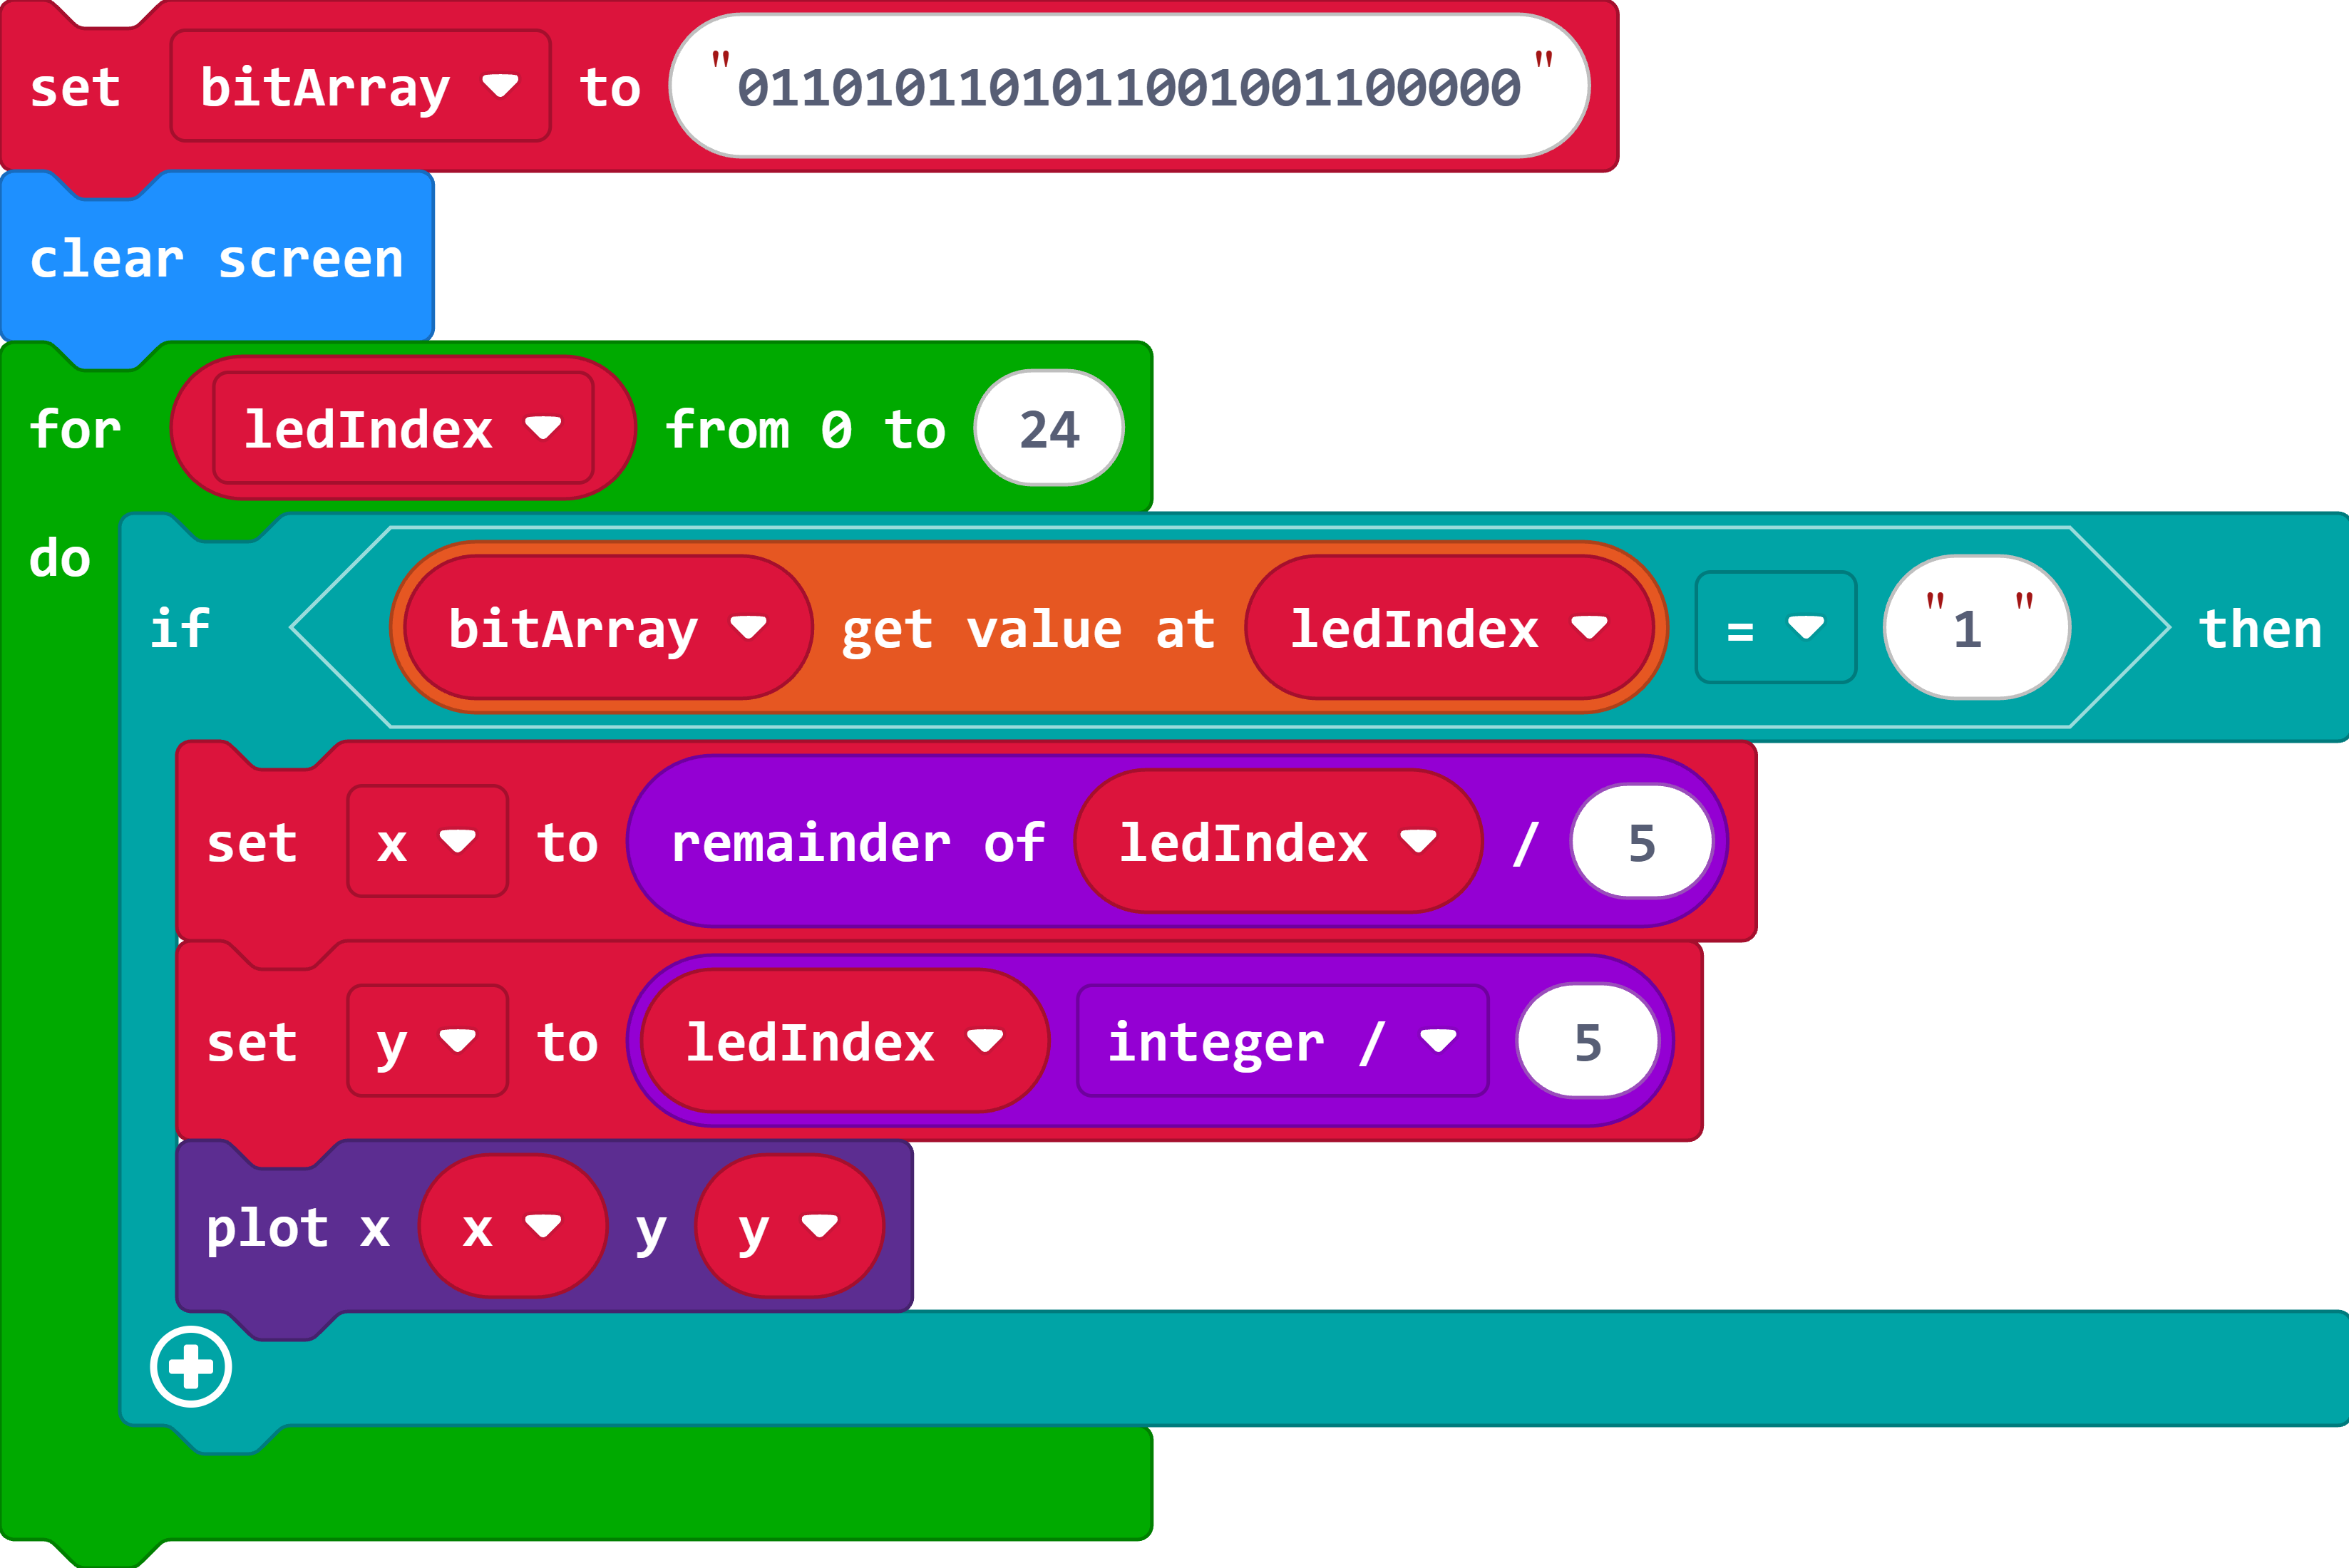 set bitArray to "0110101101011001001100000"
clear screen
for ledIndex from 0 to 24
do
if bitArray get value at ledIndex = "1" then
set x to remainder of ledIndex / 5
set y to ledIndex integer / 5
plot x x y y